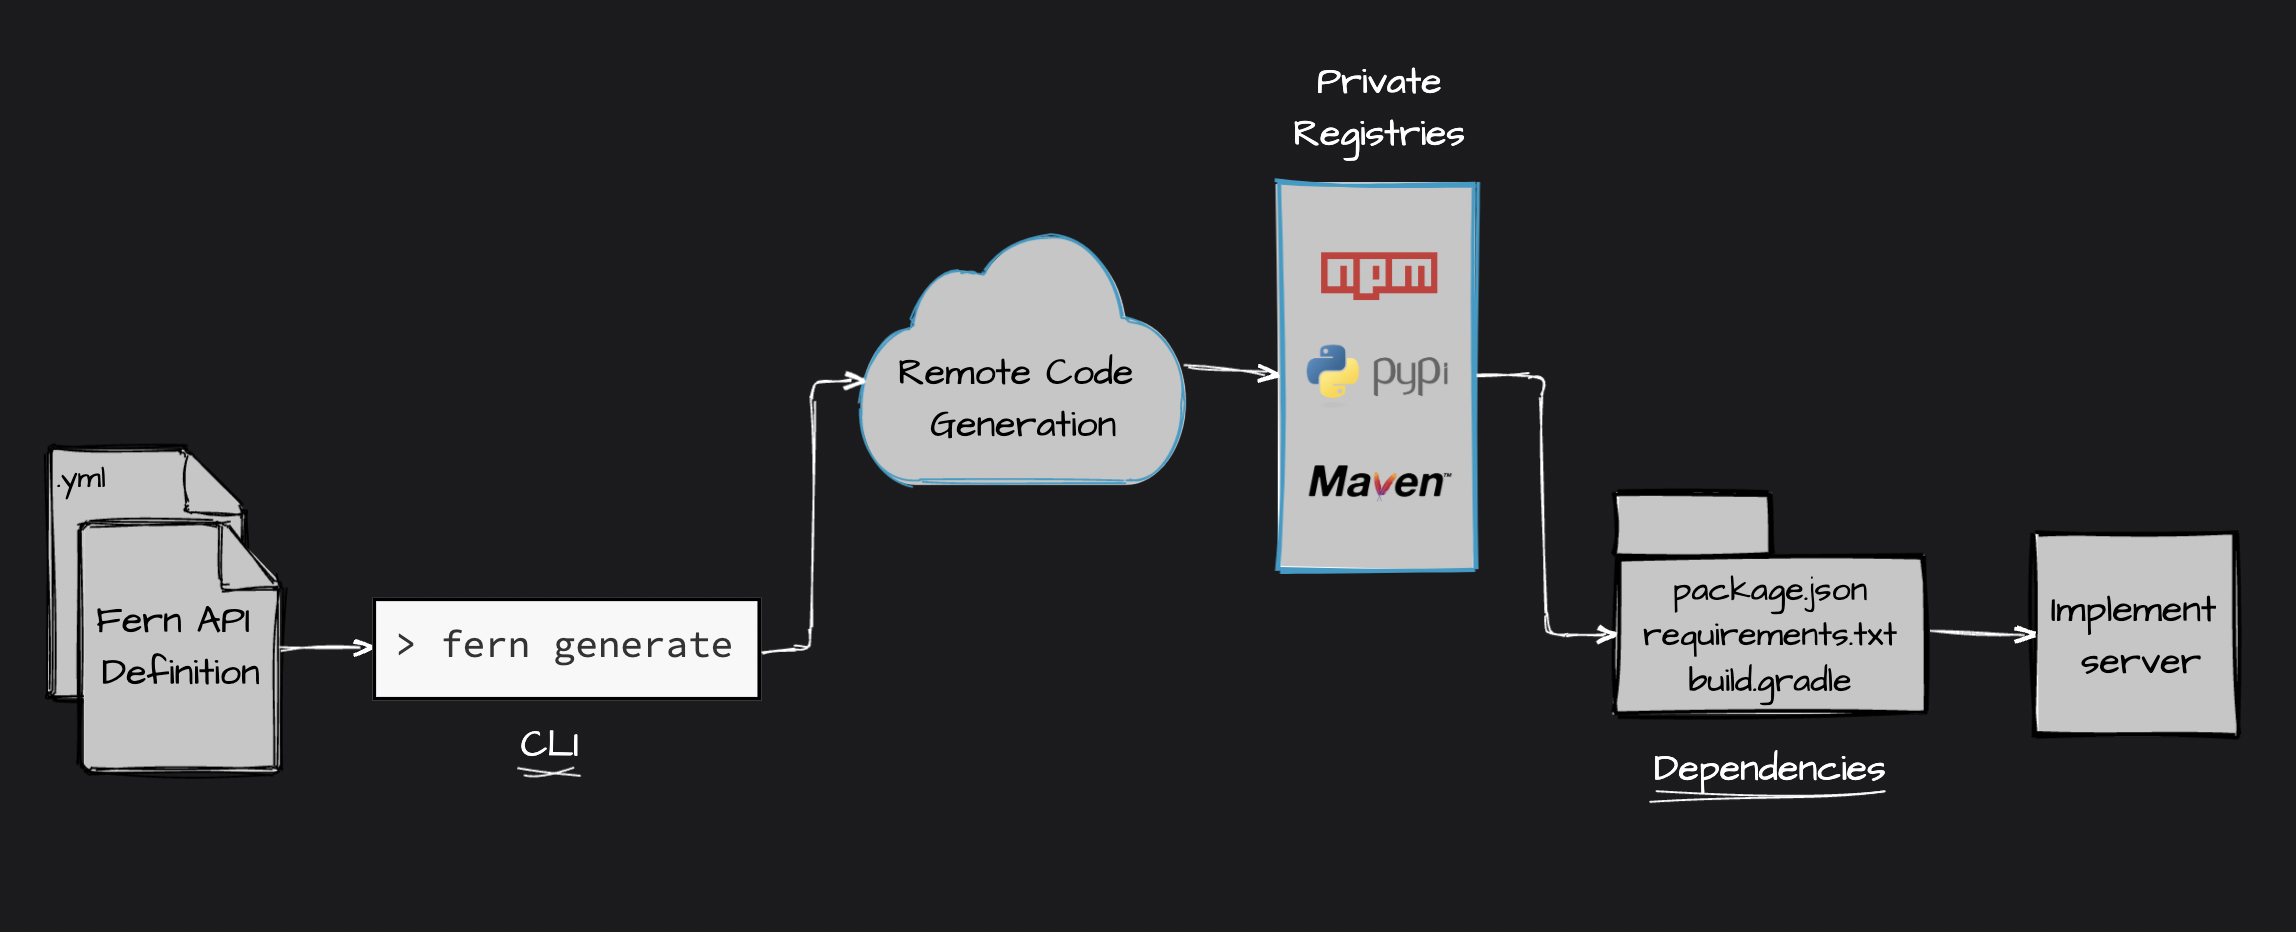 .yml
Fern API
Definition
> fern generate
CLI
Remote Code
Generation
Private
Registries
npm
pypi
Maven™
package.json
requirements.txt
build.gradle
Dependencies
Implement
server